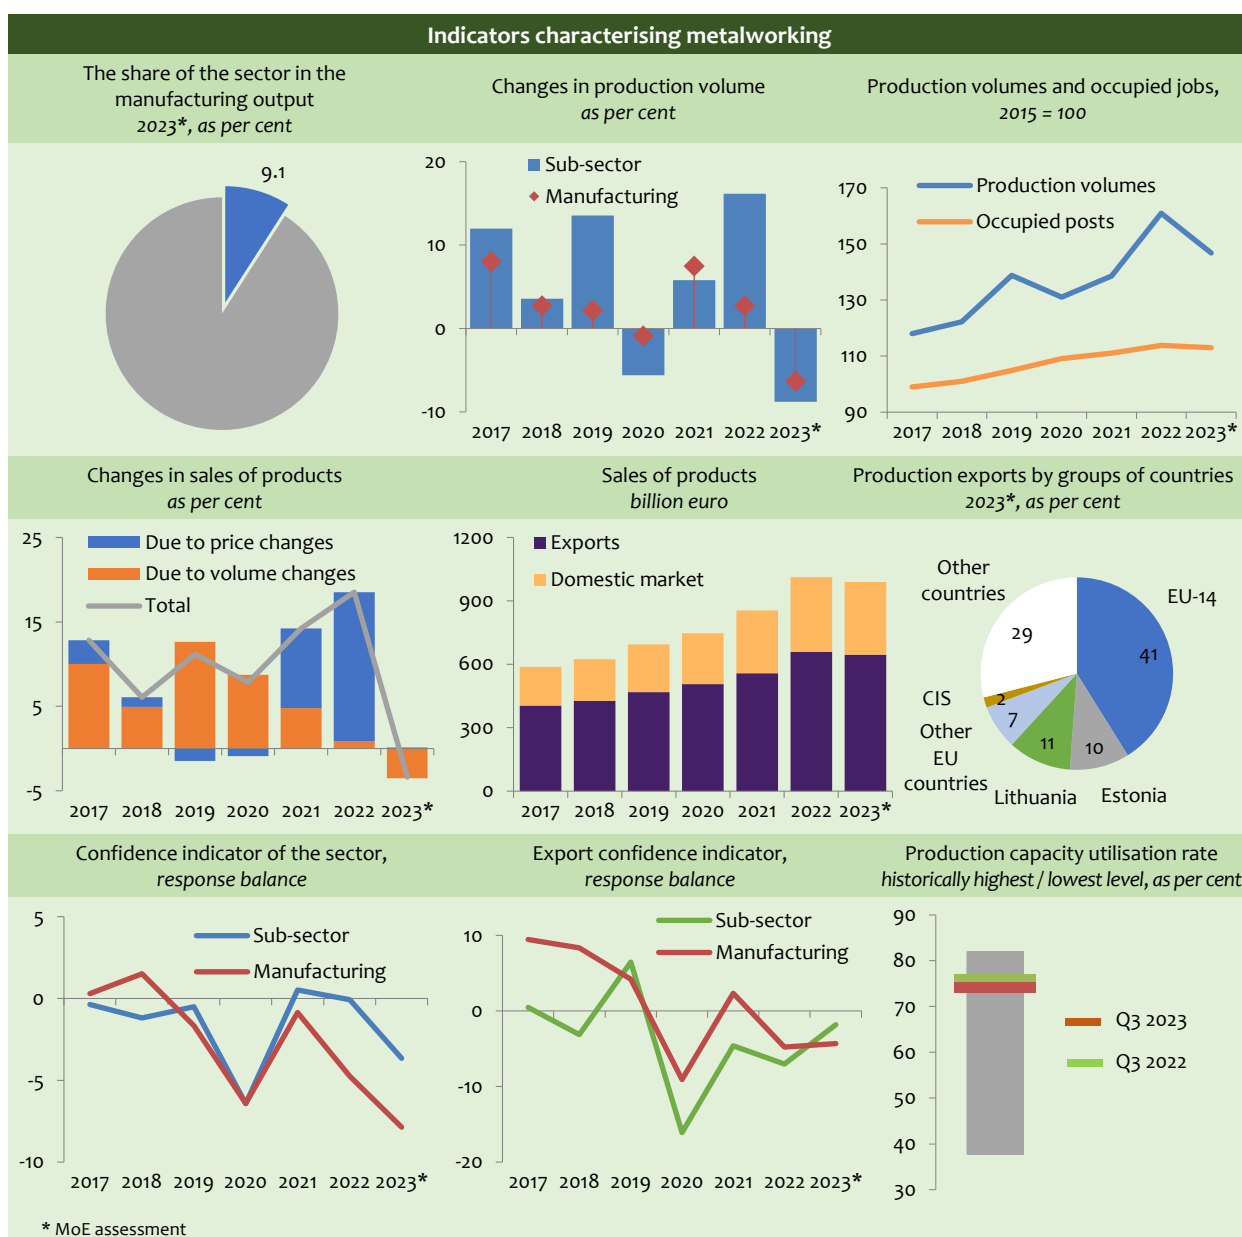 Indicators characterising metalworking
The share of the sector in the
manufacturing output
2023*, as per cent
9.1
Changes in production volume
as per cent
Sub-sector
Manufacturing
20
10
0
-10
2017 2018 2019 2020 2021 2022 2023*
Production volumes and occupied jobs,
2015 = 100
Production volumes
Occupied posts
170
150
130
110
90
2017 2018 2019 2020 2021 2022 2023*
Changes in sales of products
as per cent
Due to price changes
Due to volume changes
Total
25
15
5
-5
2017 2018 2019 2020 2021 2022 2023*
Sales of products
billion euro
Exports
Domestic market
1200
900
600
300
0
2017 2018 2019 2020 2021 2022 2023*
Production exports by groups of countries
2023*, as per cent
Other
countries
EU-14
29
41
CIS
2
7
Other
EU
countries
11
10
Lithuania
Estonia
Confidence indicator of the sector,
response balance
Sub-sector
Manufacturing
5
0
-5
-10
2017 2018 2019 2020 2021 2022 2023*
Export confidence indicator,
response balance
Sub-sector
Manufacturing
10
0
-10
-20
2017 2018 2019 2020 2021 2022 2023*
Production capacity utilisation rate
historically highest / lowest level, as per cent
90
80
70
60
50
40
30
Q3 2023
Q3 2022
* MoE assessment